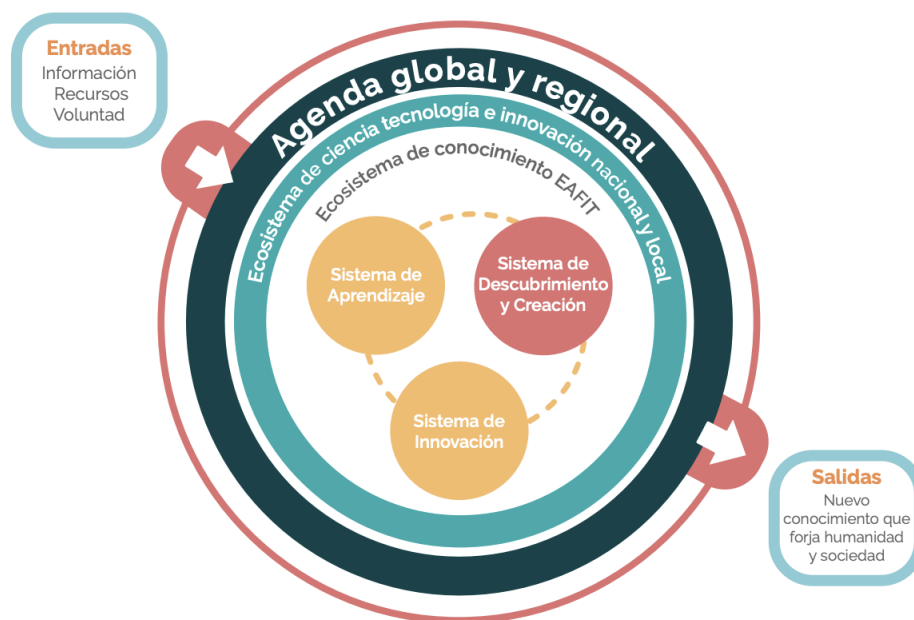 Entradas
Información
Recursos
Voluntad
Agenda global y regional
Ecosistema de ciencia tecnología e innovación nacional y local
Ecosistema de conocimiento EAFIT
Sistema de
Aprendizaje
Sistema de
Descubrimiento
y Creación
Sistema de
Innovación
Salidas
Nuevo
conocimiento que
forja humanidad
y sociedad